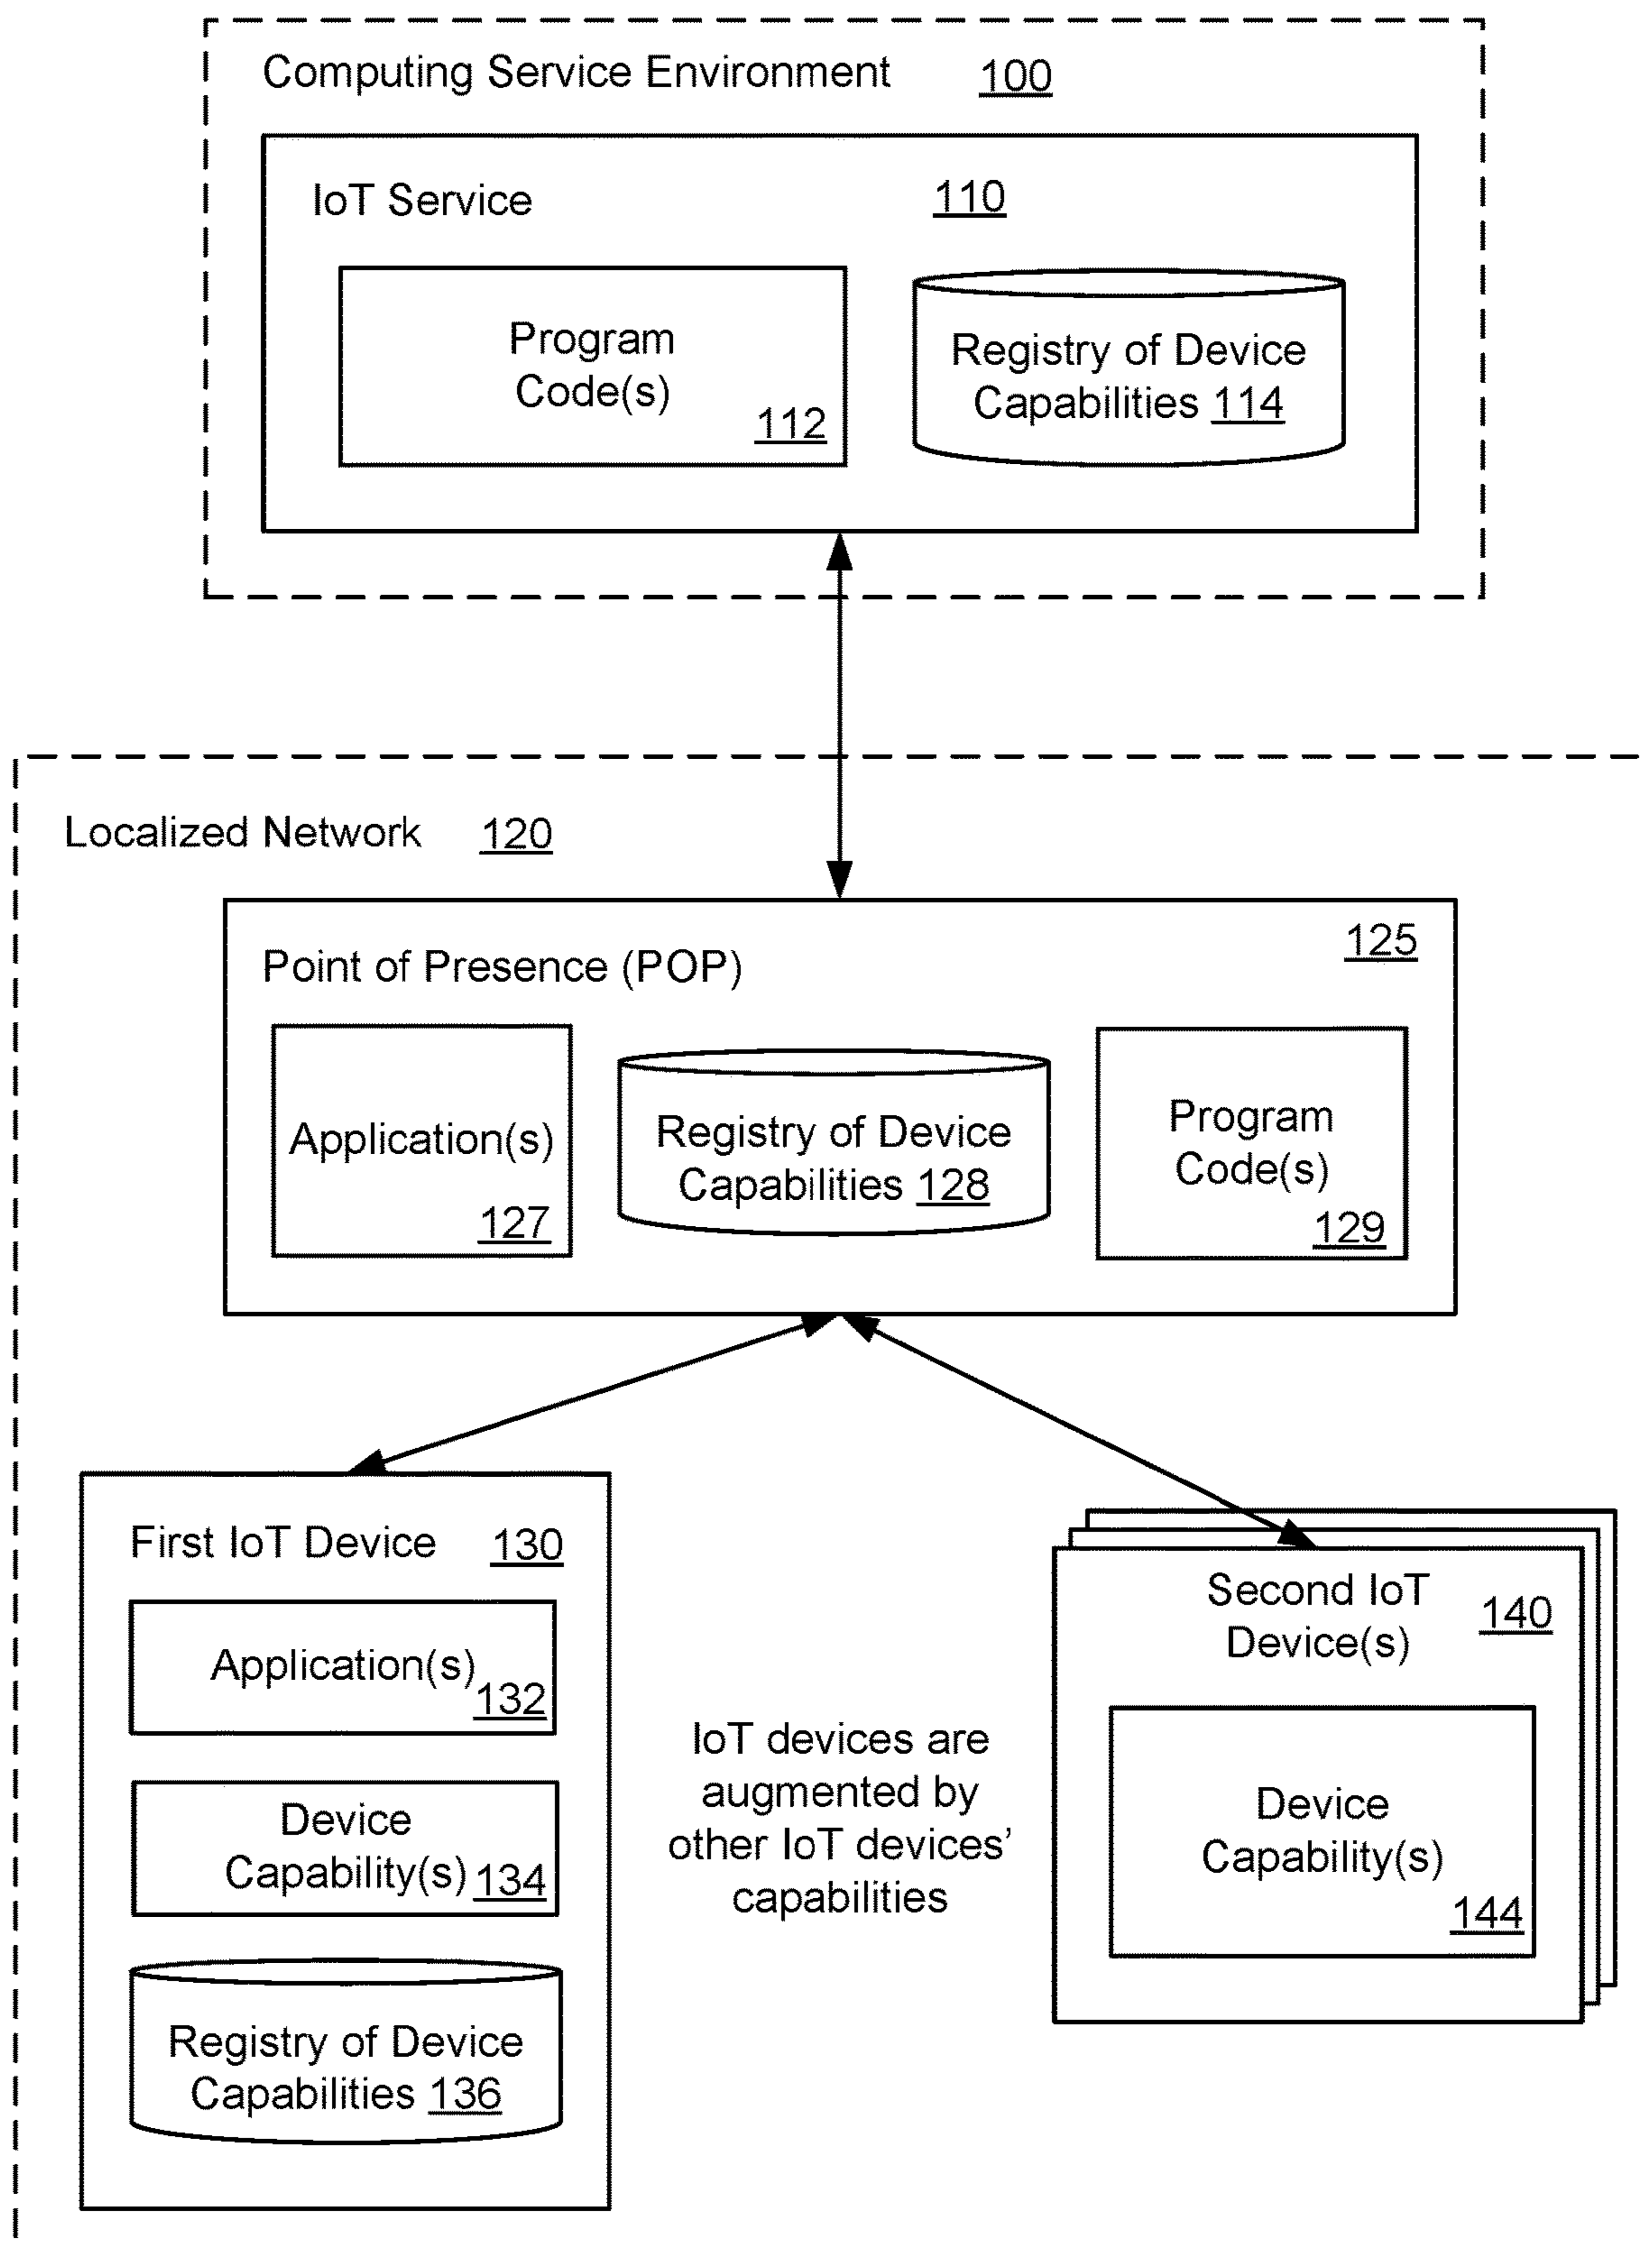 Computing Service Environment 100
IoT Service 110
Program
Code(s)
112
Registry of Device
Capabilities 114
Localized Network 120
Point of Presence (POP) 125
Application(s)
127
Registry of Device
Capabilities 128
Program
Code(s)
129
First IoT Device 130
Application(s)
132
Device
Capability(s) 134
Registry of Device
Capabilities 136
IoT devices are
augmented by
other IoT devices’
capabilities
Second IoT
Device(s)
140
Device
Capability(s)
144